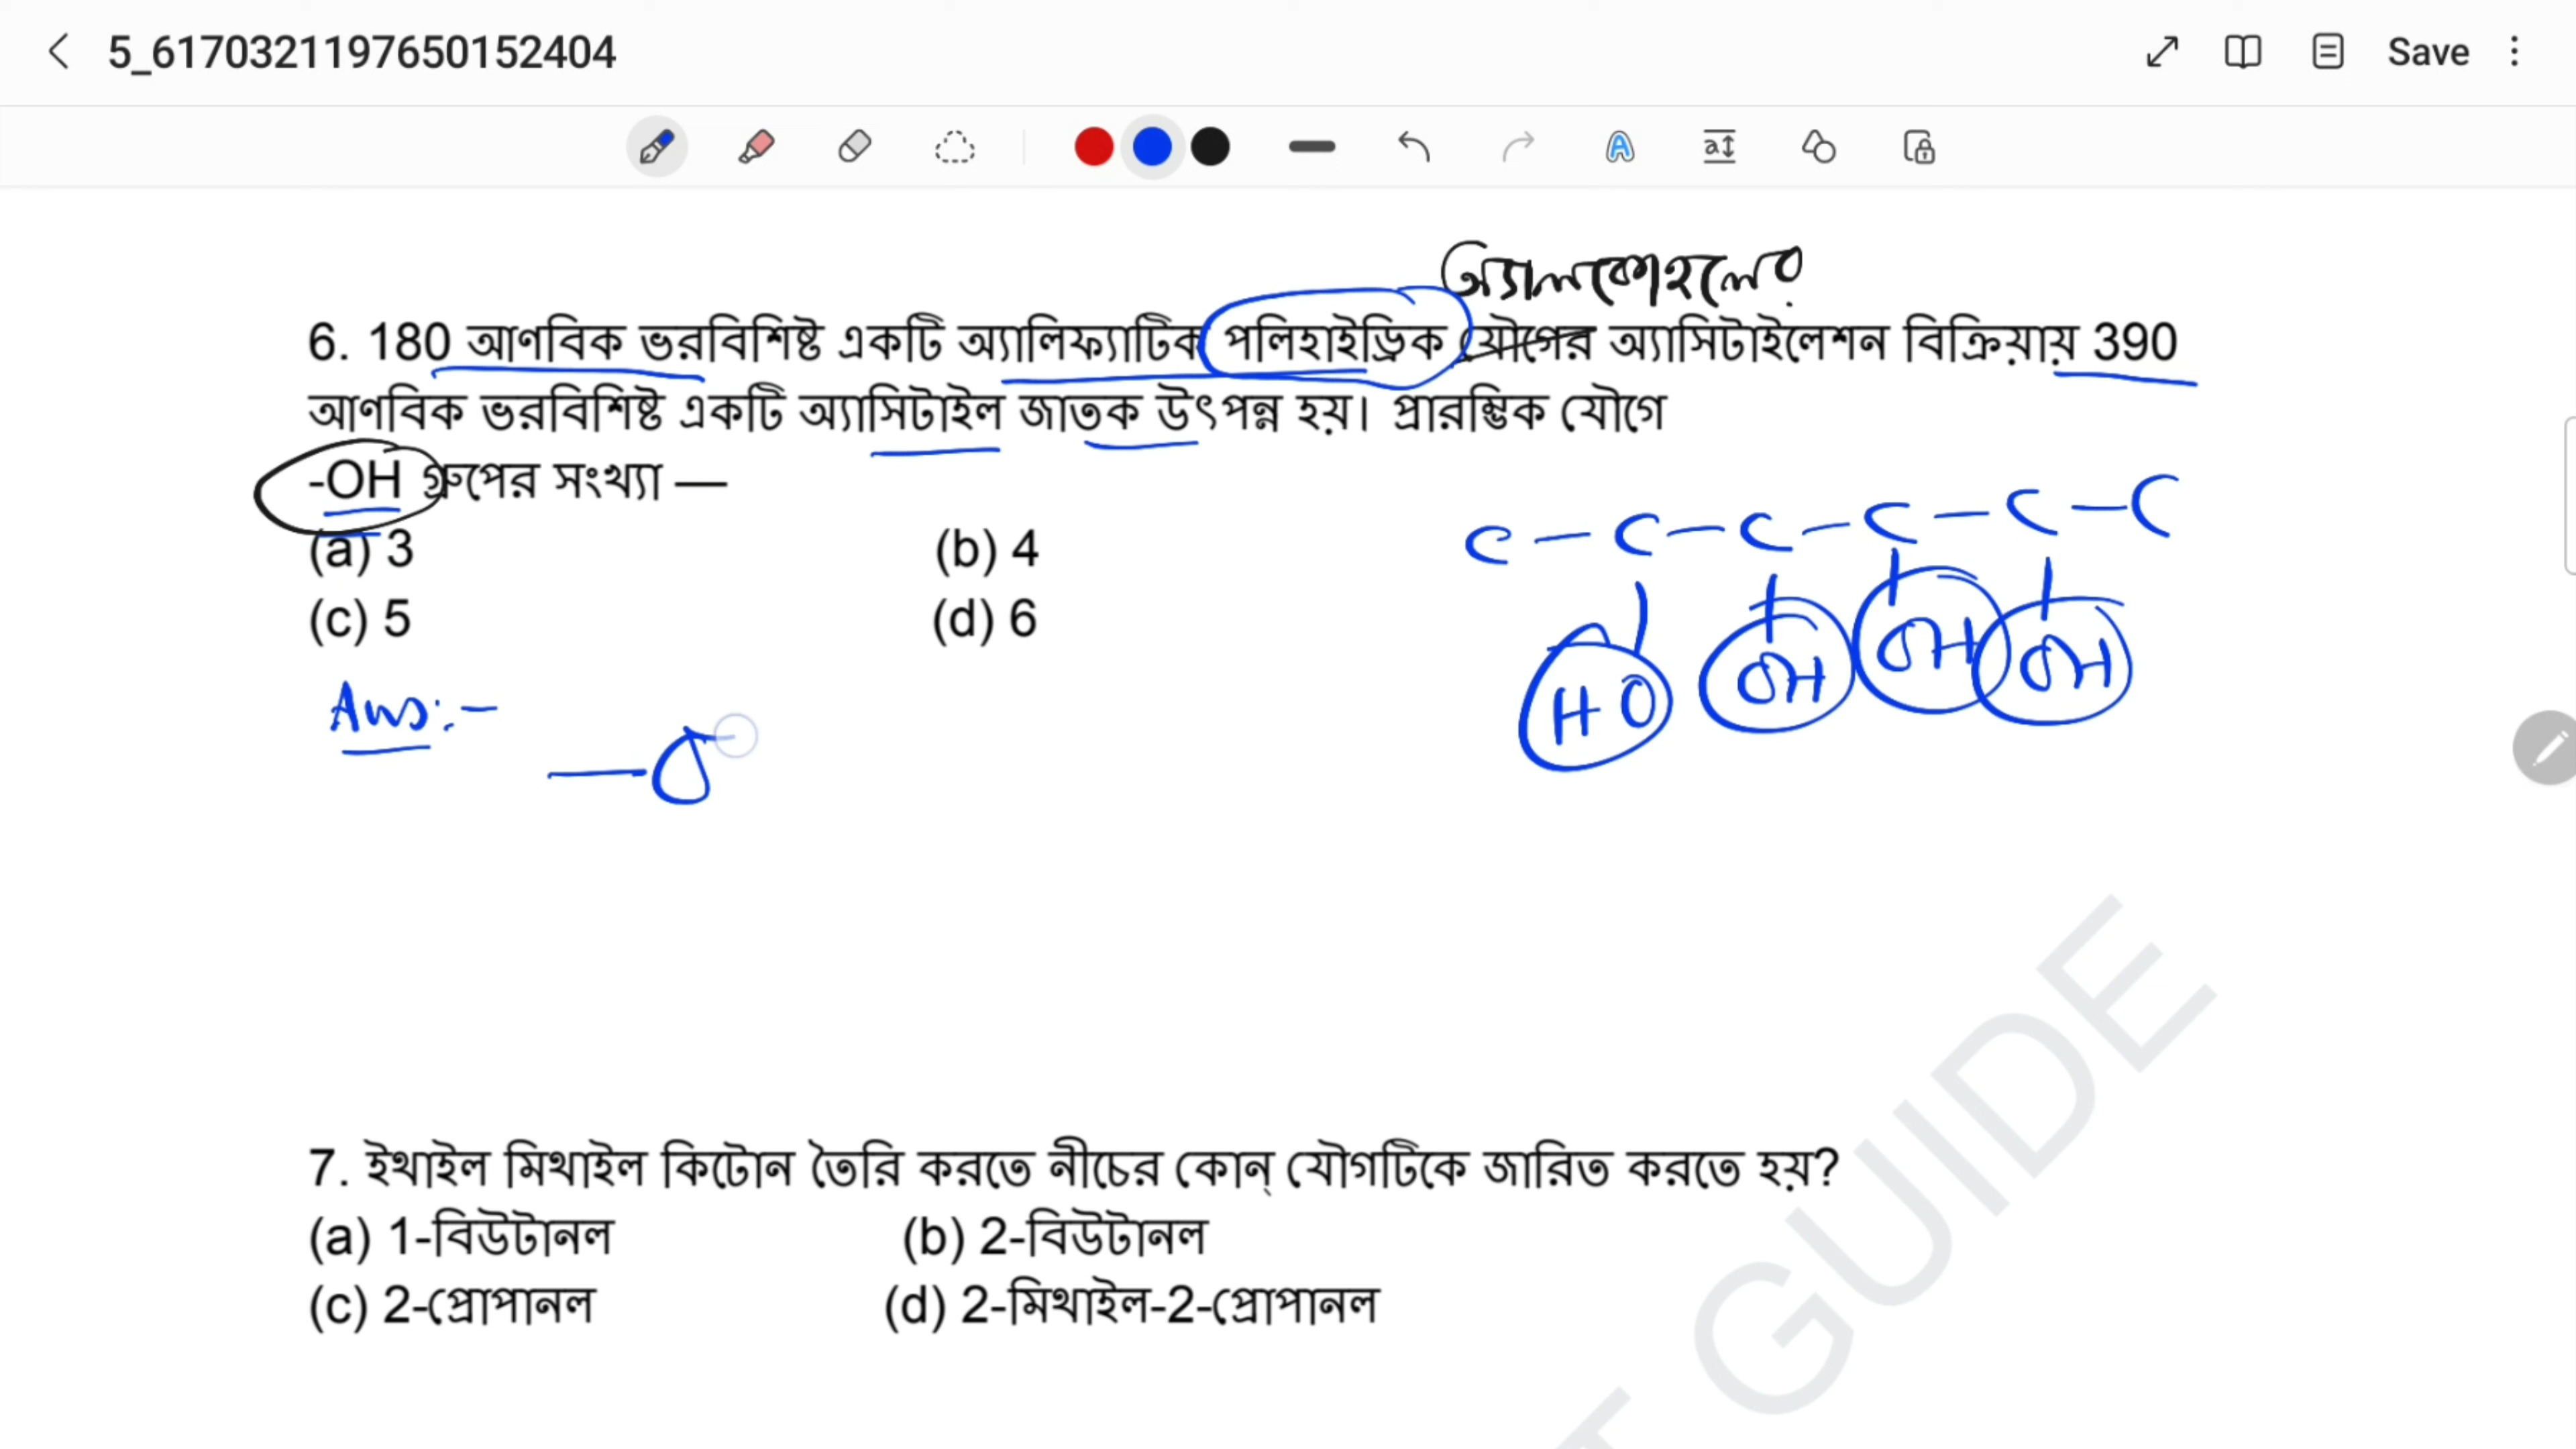 5_6170321197650152404
Save
অ্যালকোহলের
6. 180 আণবিক ভরবিশিষ্ট একটি অ্যালিফ্যাটিক পলিহাইড্রিক যৌগের অ্যাসিটাইলেশন বিক্রিয়ায় 390
আণবিক ভরবিশিষ্ট একটি অ্যাসিটাইল জাতক উৎপন্ন হয়। প্রারম্ভিক যৌগে
-OH গ্রুপের সংখ্যা —
C — C — C — C — C — C
(a) 3 (b) 4
(c) 5 (d) 6
HO OH OH OH
Ans:-
—O
7. ইথাইল মিথাইল কিটোন তৈরি করতে নীচের কোন্ যৌগটিকে জারিত করতে হয়?
(a) 1-বিউটানল (b) 2-বিউটানল
(c) 2-প্রোপানল (d) 2-মিথাইল-2-প্রোপানল
GUIDE